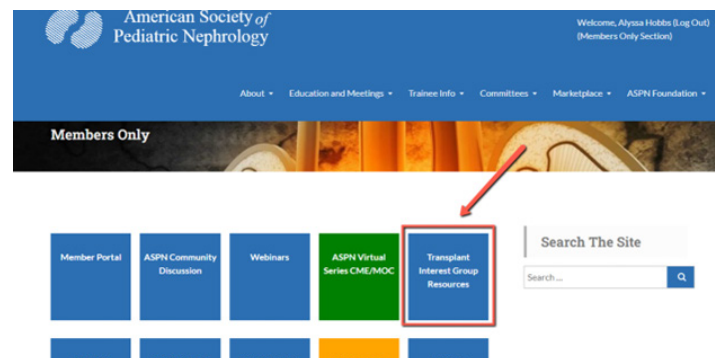 American Society of
Pediatric Nephrology
Welcome, Alyssa Hobbs (Log Out)
(Members Only Section)
About
Education and Meetings
Trainee Info
Committees
Marketplace
ASPN Foundation
Members Only
Member Portal
ASPN Community
Discussion
Webinars
ASPN Virtual
Series CME/MOC
Transplant
Interest Group
Resources
Search The Site
Search ...